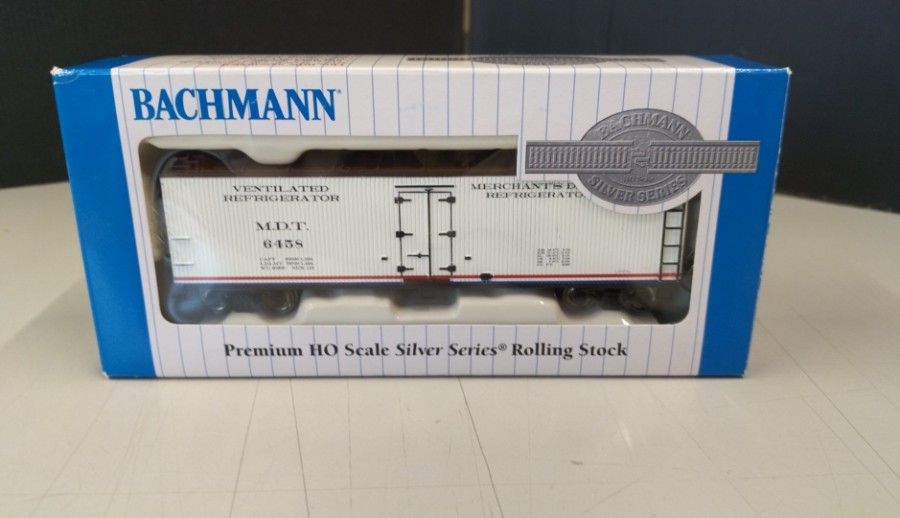 BACHMANN®
BACHMANN
SILVER SERIES
VENTILATED
REFRIGERATOR
M.D.T.
6458
MERCHANT'S D
REFRIGERATO
Premium HO Scale Silver Series® Rolling Stock